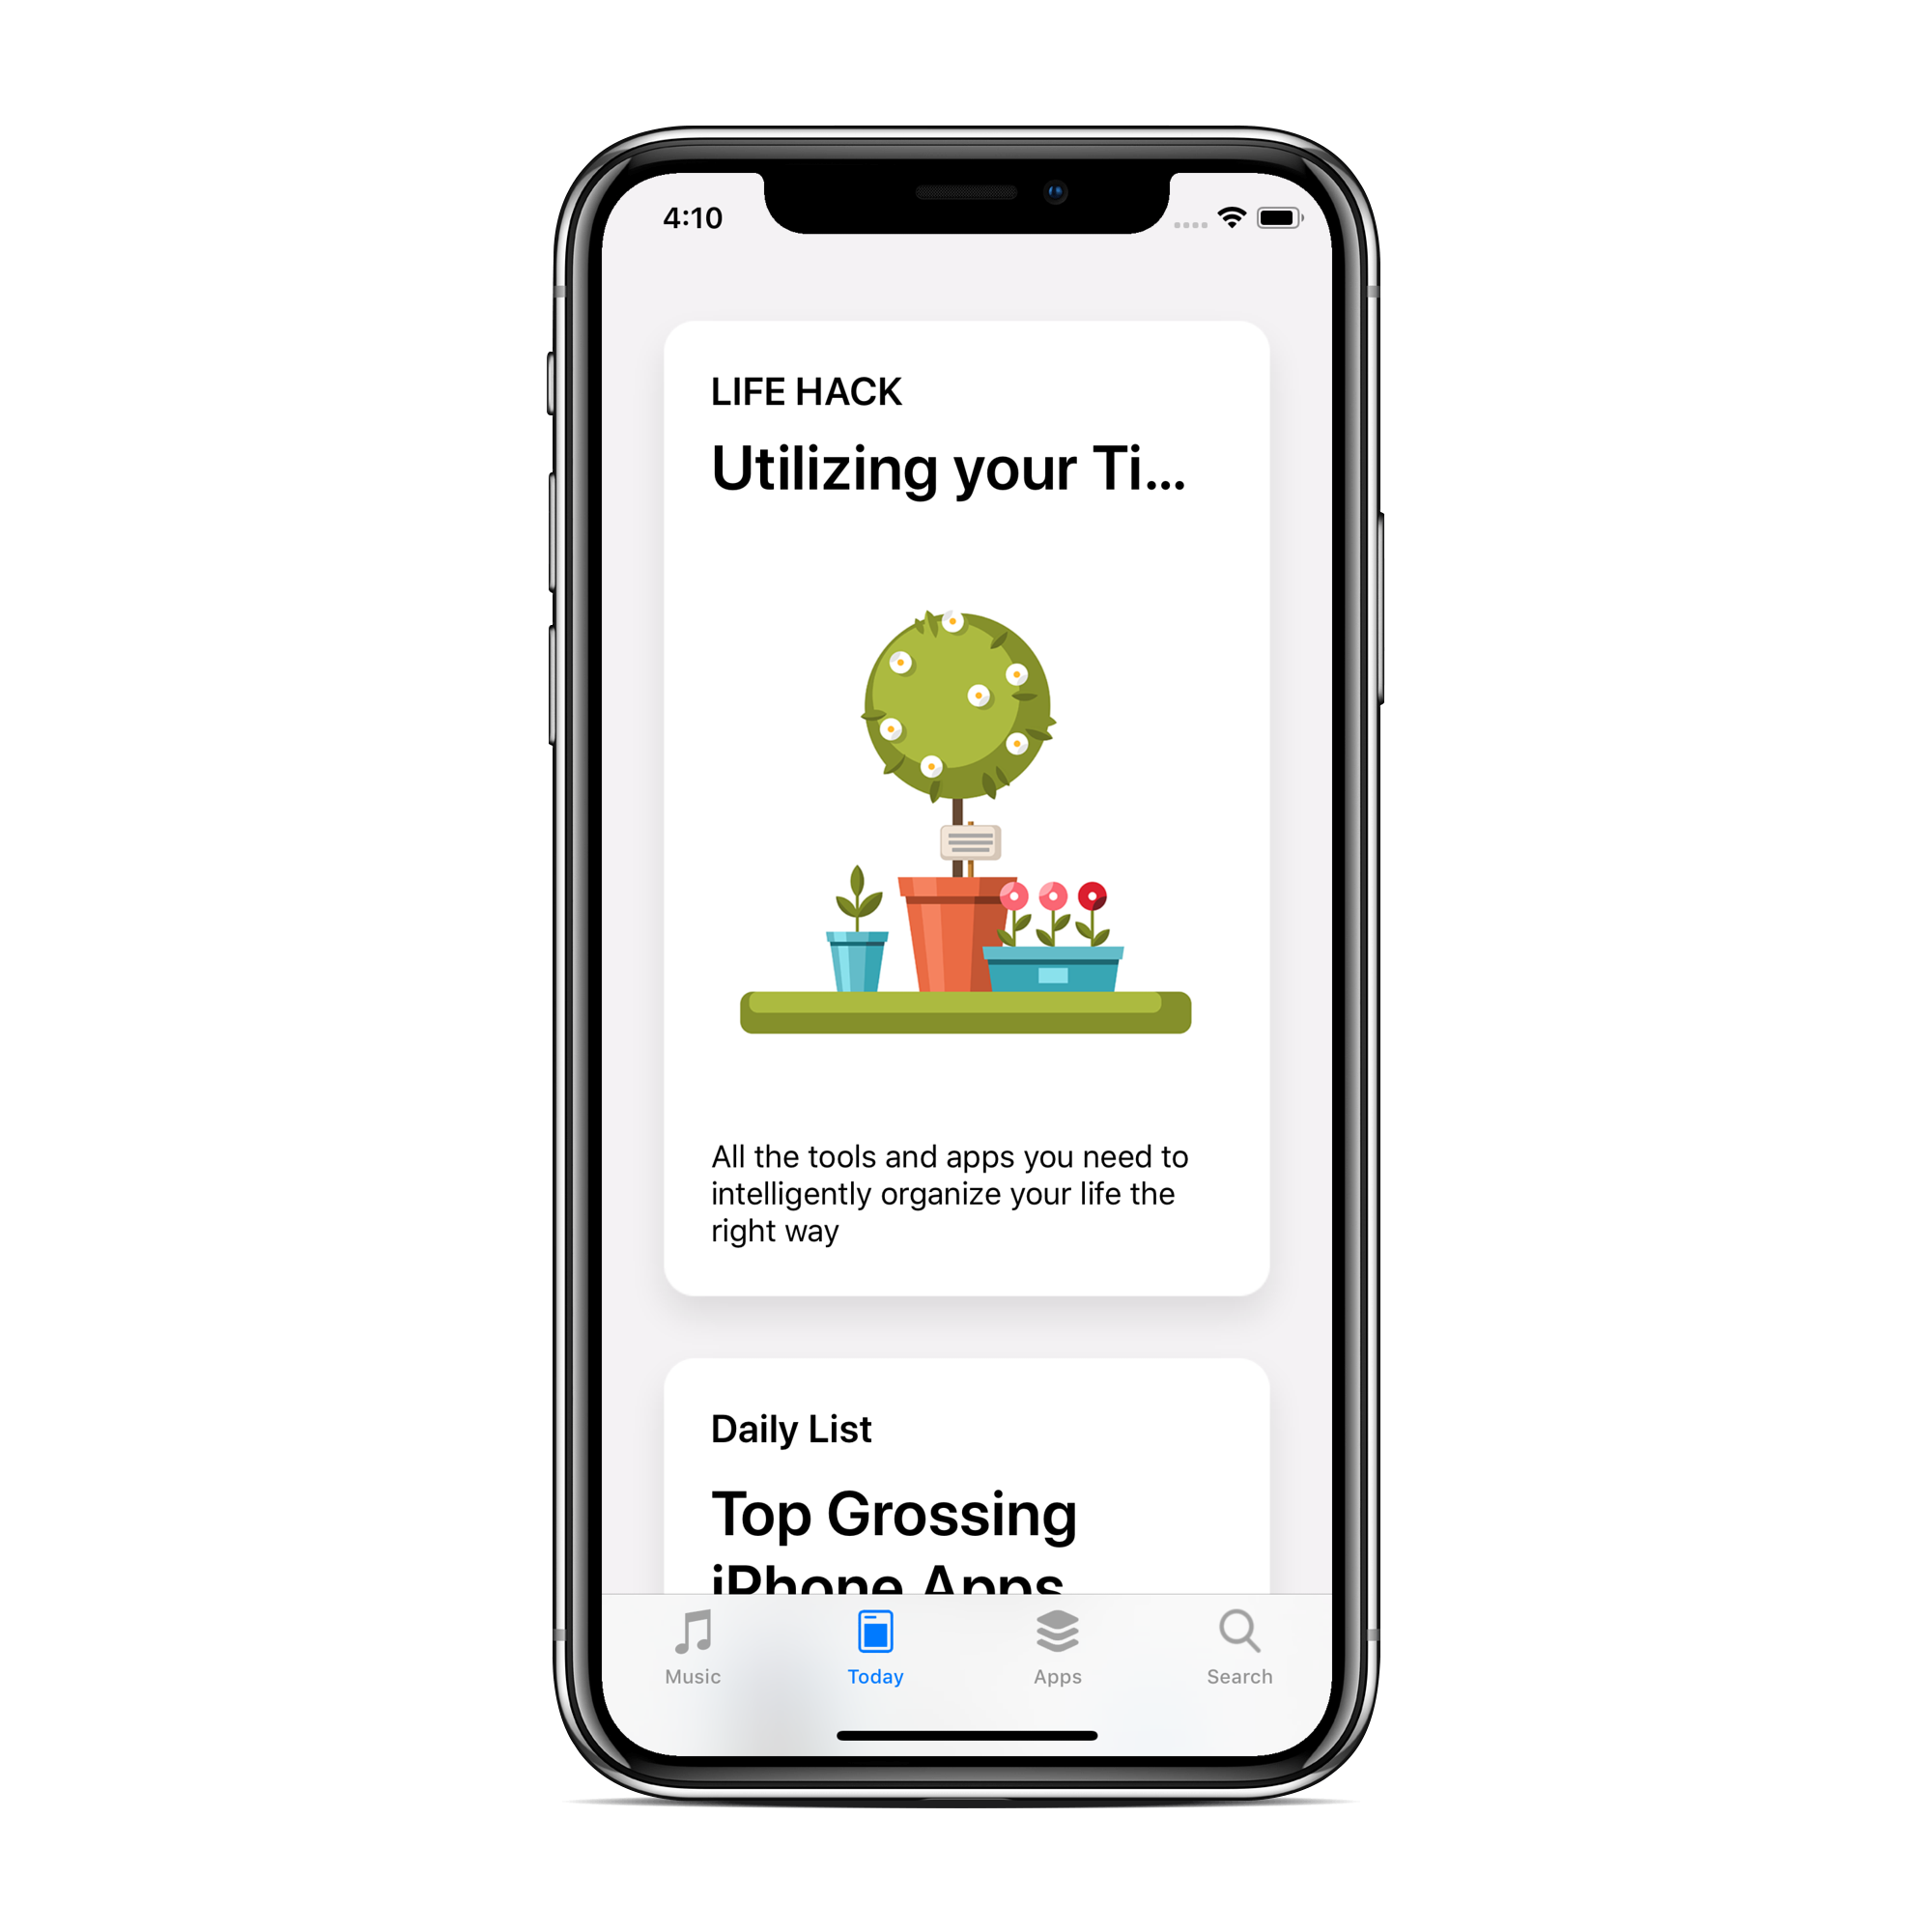 4:10
LIFE HACK
Utilizing your Ti...
All the tools and apps you need to
intelligently organize your life the
right way
Daily List
Top Grossing
iPhone Apps
Music
Today
Apps
Search